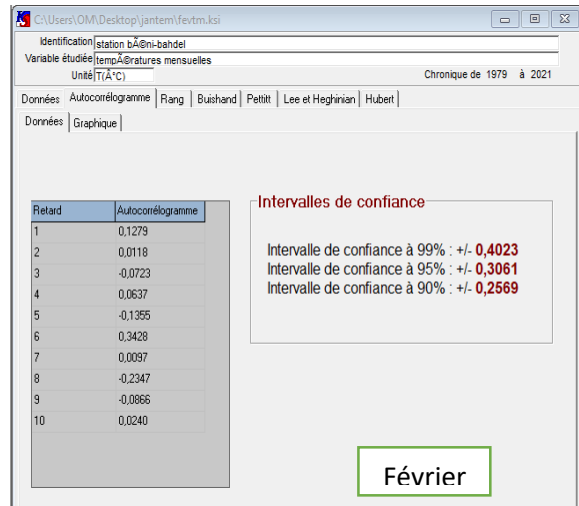 C:\Users\OM\Desktop\jantem\fevtm.ksi
Identification station bÃ©ni-bahdel
Variable étudiée tempÃ©ratures mensuelles
Unité T(Â°C) Chronique de 1979 à 2021
Données Autocorrélogramme Rang Buishand Pettitt Lee et Heghinian Hubert
Données Graphique
Retard Autocorrélogramme
1 0,1279
2 0,0118
3 -0,0723
4 0,0637
5 -0,1355
6 0,3428
7 0,0097
8 -0,2347
9 -0,0866
10 0,0240
Intervalles de confiance
Intervalle de confiance à 99% : +/- 0,4023
Intervalle de confiance à 95% : +/- 0,3061
Intervalle de confiance à 90% : +/- 0,2569
Février